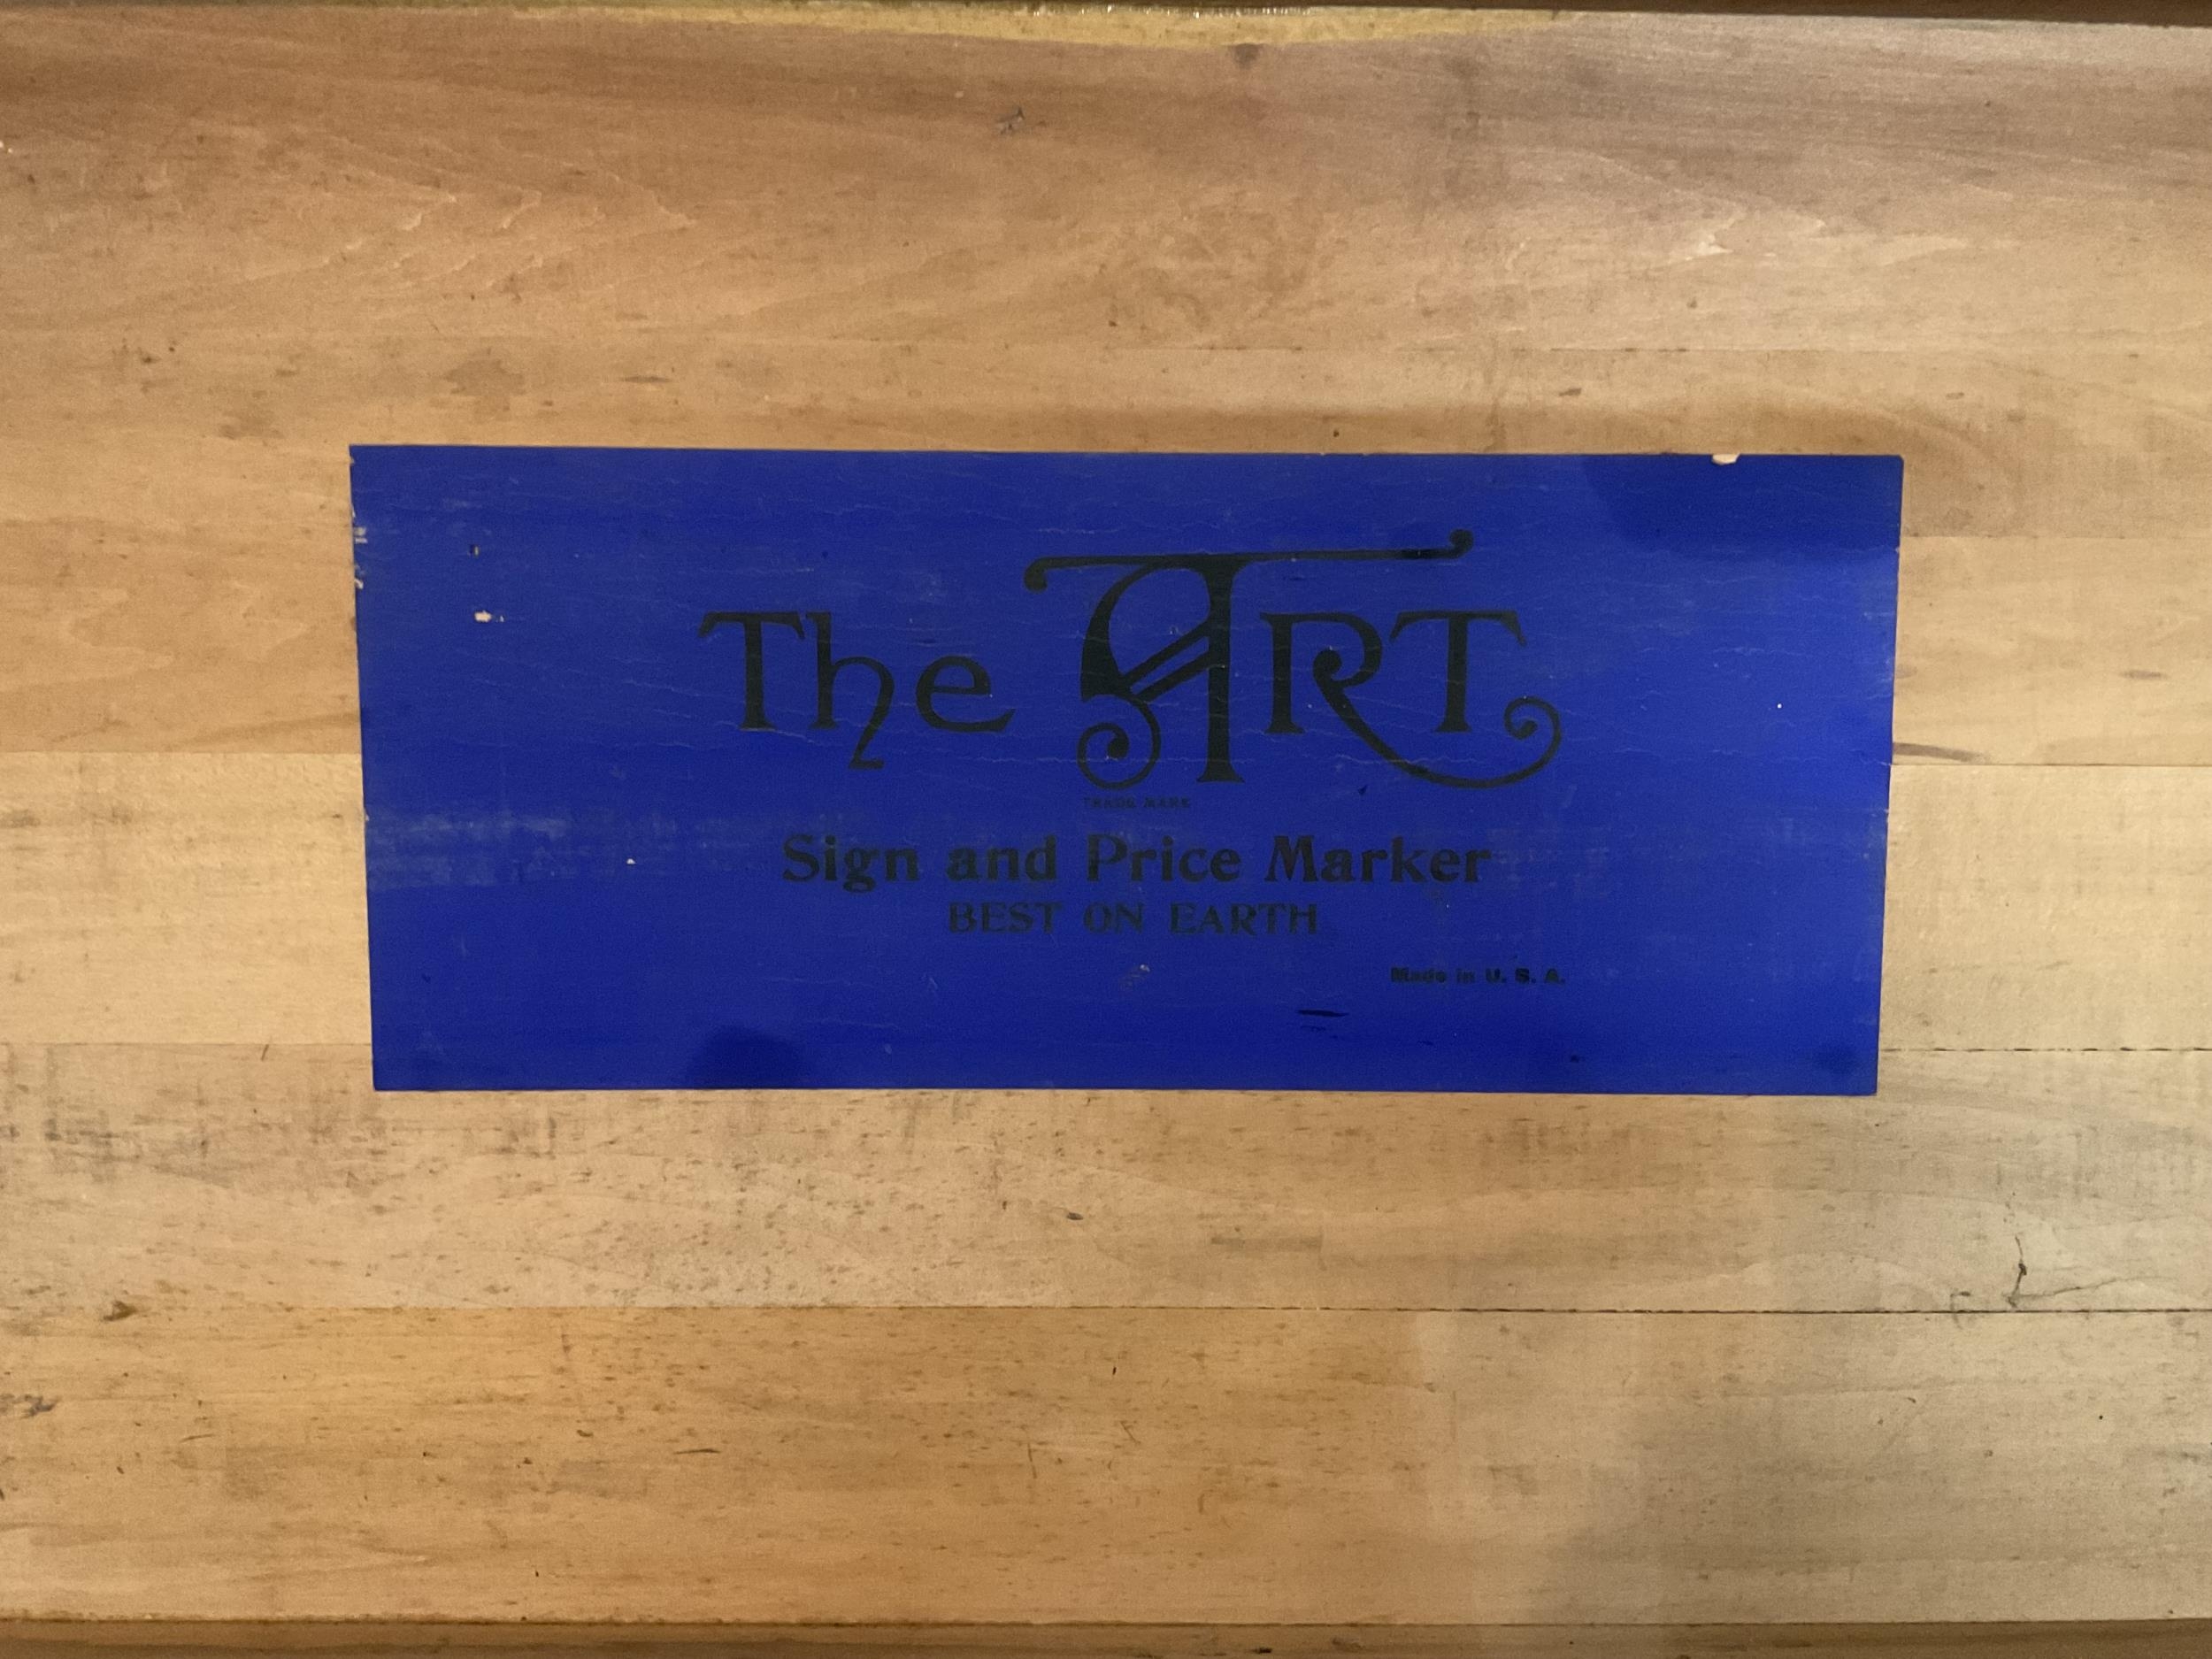 The ART
TRADE MARK
Sign and Price Marker
BEST ON EARTH
Made in U. S. A.